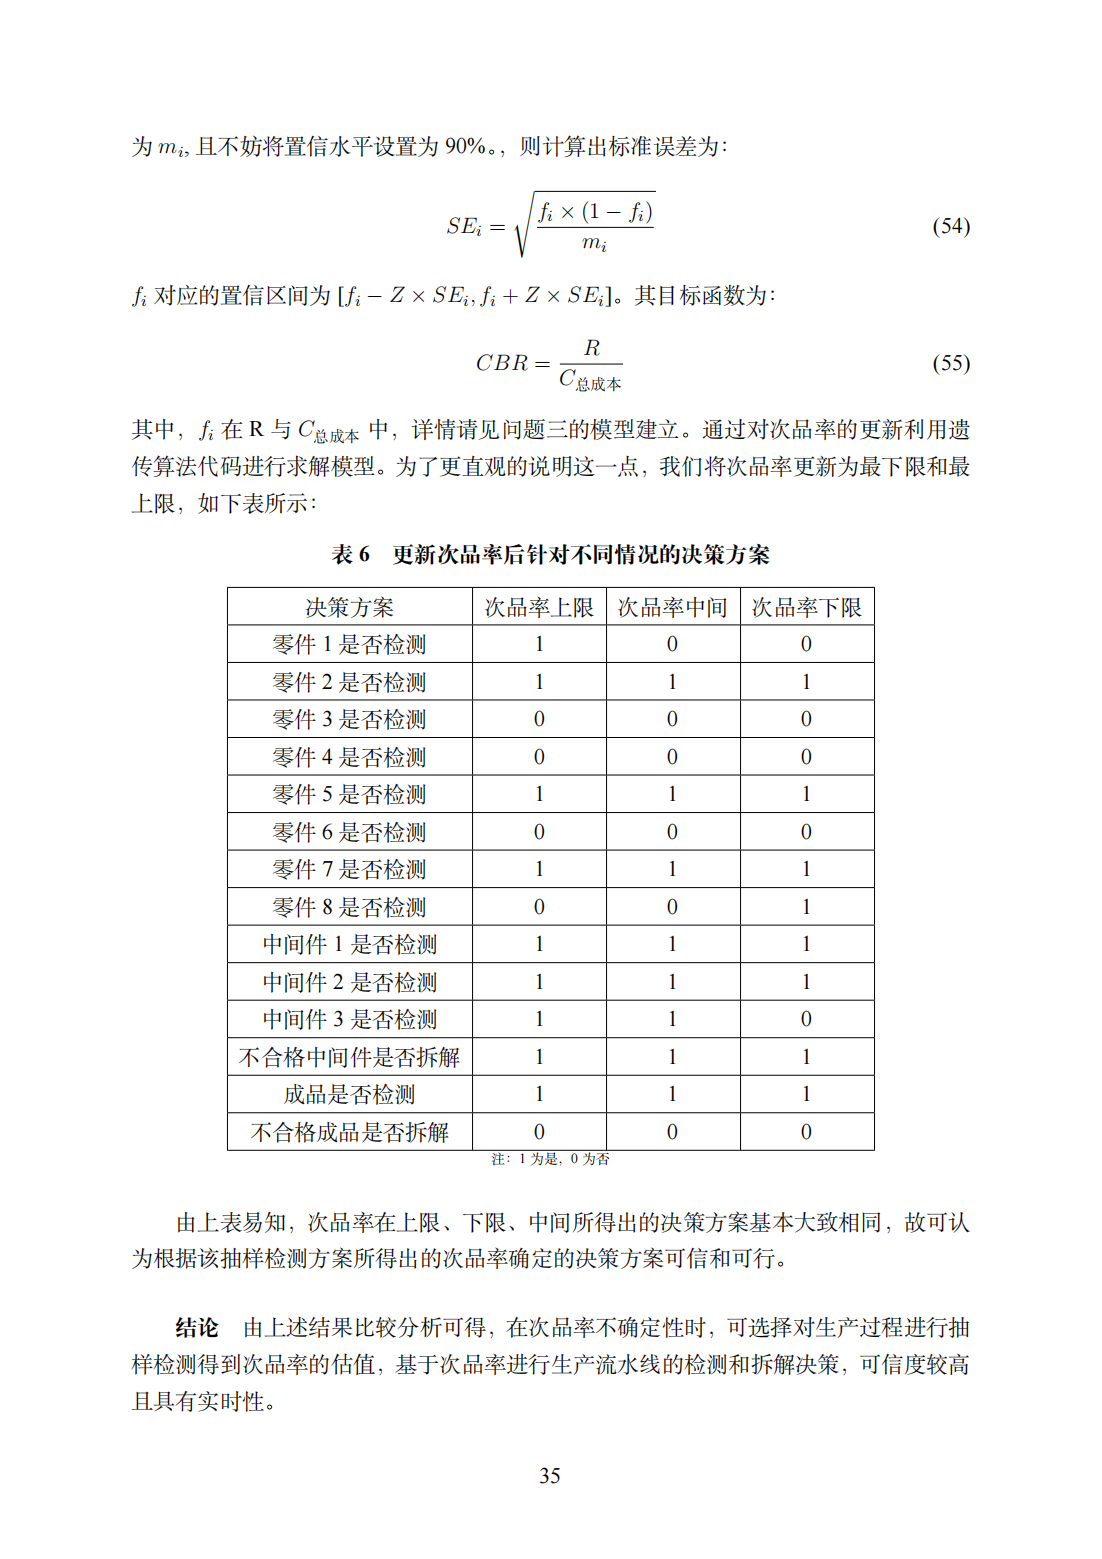 为 mᵢ, 且不妨将置信水平设置为 90%。, 则计算出标准误差为:
SEᵢ = √(fᵢ × (1 − fᵢ) / mᵢ) (54)
fᵢ 对应的置信区间为 [fᵢ − Z × SEᵢ, fᵢ + Z × SEᵢ]。其目标函数为:
CBR = R / C总成本 (55)
其中, fᵢ 在 R 与 C总成本 中, 详情请见问题三的模型建立。通过对次品率的更新利用遗
传算法代码进行求解模型。为了更直观的说明这一点, 我们将次品率更新为最下限和最
上限, 如下表所示:
表 6 更新次品率后针对不同情况的决策方案
决策方案 次品率上限 次品率中间 次品率下限
零件 1 是否检测 1 0 0
零件 2 是否检测 1 1 1
零件 3 是否检测 0 0 0
零件 4 是否检测 0 0 0
零件 5 是否检测 1 1 1
零件 6 是否检测 0 0 0
零件 7 是否检测 1 1 1
零件 8 是否检测 0 0 1
中间件 1 是否检测 1 1 1
中间件 2 是否检测 1 1 1
中间件 3 是否检测 1 1 0
不合格中间件是否拆解 1 1 1
成品是否检测 1 1 1
不合格成品是否拆解 0 0 0
注: 1 为是, 0 为否
由上表易知, 次品率在上限、下限、中间所得出的决策方案基本大致相同, 故可认
为根据该抽样检测方案所得出的次品率确定的决策方案可信和可行。
结论 由上述结果比较分析可得, 在次品率不确定性时, 可选择对生产过程进行抽
样检测得到次品率的估值, 基于次品率进行生产流水线的检测和拆解决策, 可信度较高
且具有实时性。
35